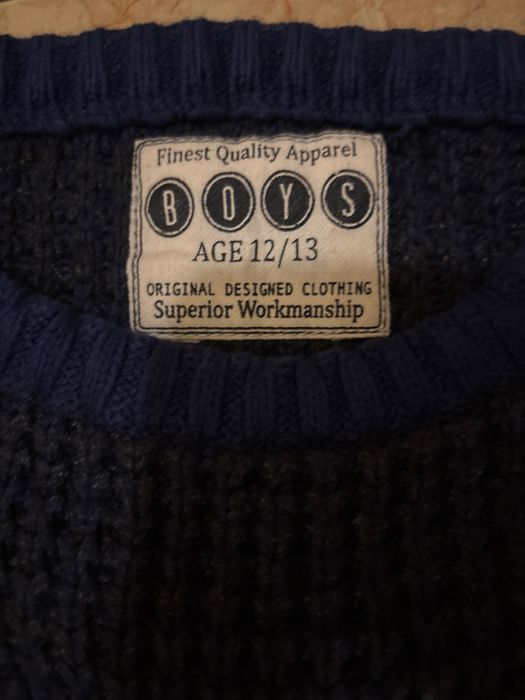 Finest Quality Apparel
BOYS
AGE 12/13
ORIGINAL DESIGNED CLOTHING
Superior Workmanship